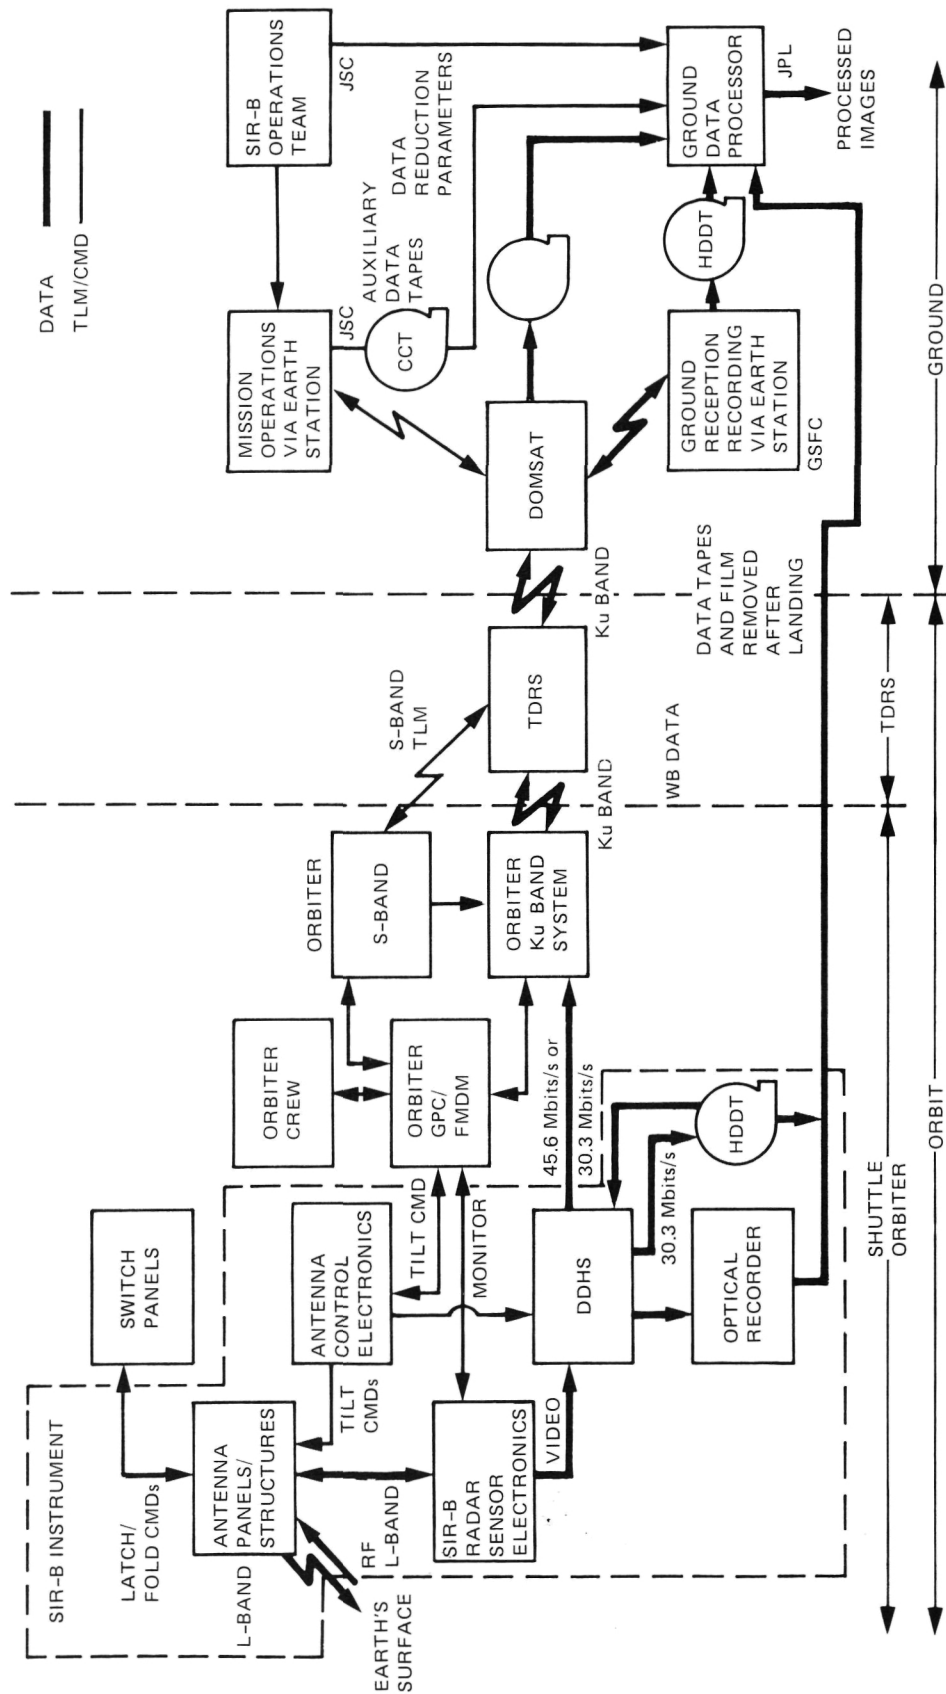 DATA
TLM/CMD
SIR-B INSTRUMENT
LATCH/
FOLD CMDs
SWITCH
PANELS
ORBITER
CREW
ORBITER
S-BAND
S-BAND
TLM
MISSION
OPERATIONS
VIA EARTH
STATION
JSC
SIR-B
OPERATIONS
TEAM
JSC
CCT
AUXILIARY
DATA
TAPES
DATA
REDUCTION
PARAMETERS
L-BAND
ANTENNA
PANELS/
STRUCTURES
TILT
CMDs
ANTENNA
CONTROL
ELECTRONICS
TILT CMD
MONITOR
ORBITER
GPC/
FMDM
EARTH'S
SURFACE
RF
L-BAND
SIR-B
RADAR
SENSOR
ELECTRONICS
VIDEO
DDHS
45.6 Mbits/s or
30.3 Mbits/s
30.3 Mbits/s
ORBITER
Ku BAND
SYSTEM
Ku BAND
TDRS
WB DATA
Ku BAND
DOMSAT
OPTICAL
RECORDER
HDDT
DATA TAPES
AND FILM
REMOVED
AFTER
LANDING
GROUND
RECEPTION
RECORDING
VIA EARTH
STATION
GSFC
HDDT
GROUND
DATA
PROCESSOR
JPL
PROCESSED
IMAGES
SHUTTLE
ORBITER
TDRS
ORBIT
GROUND